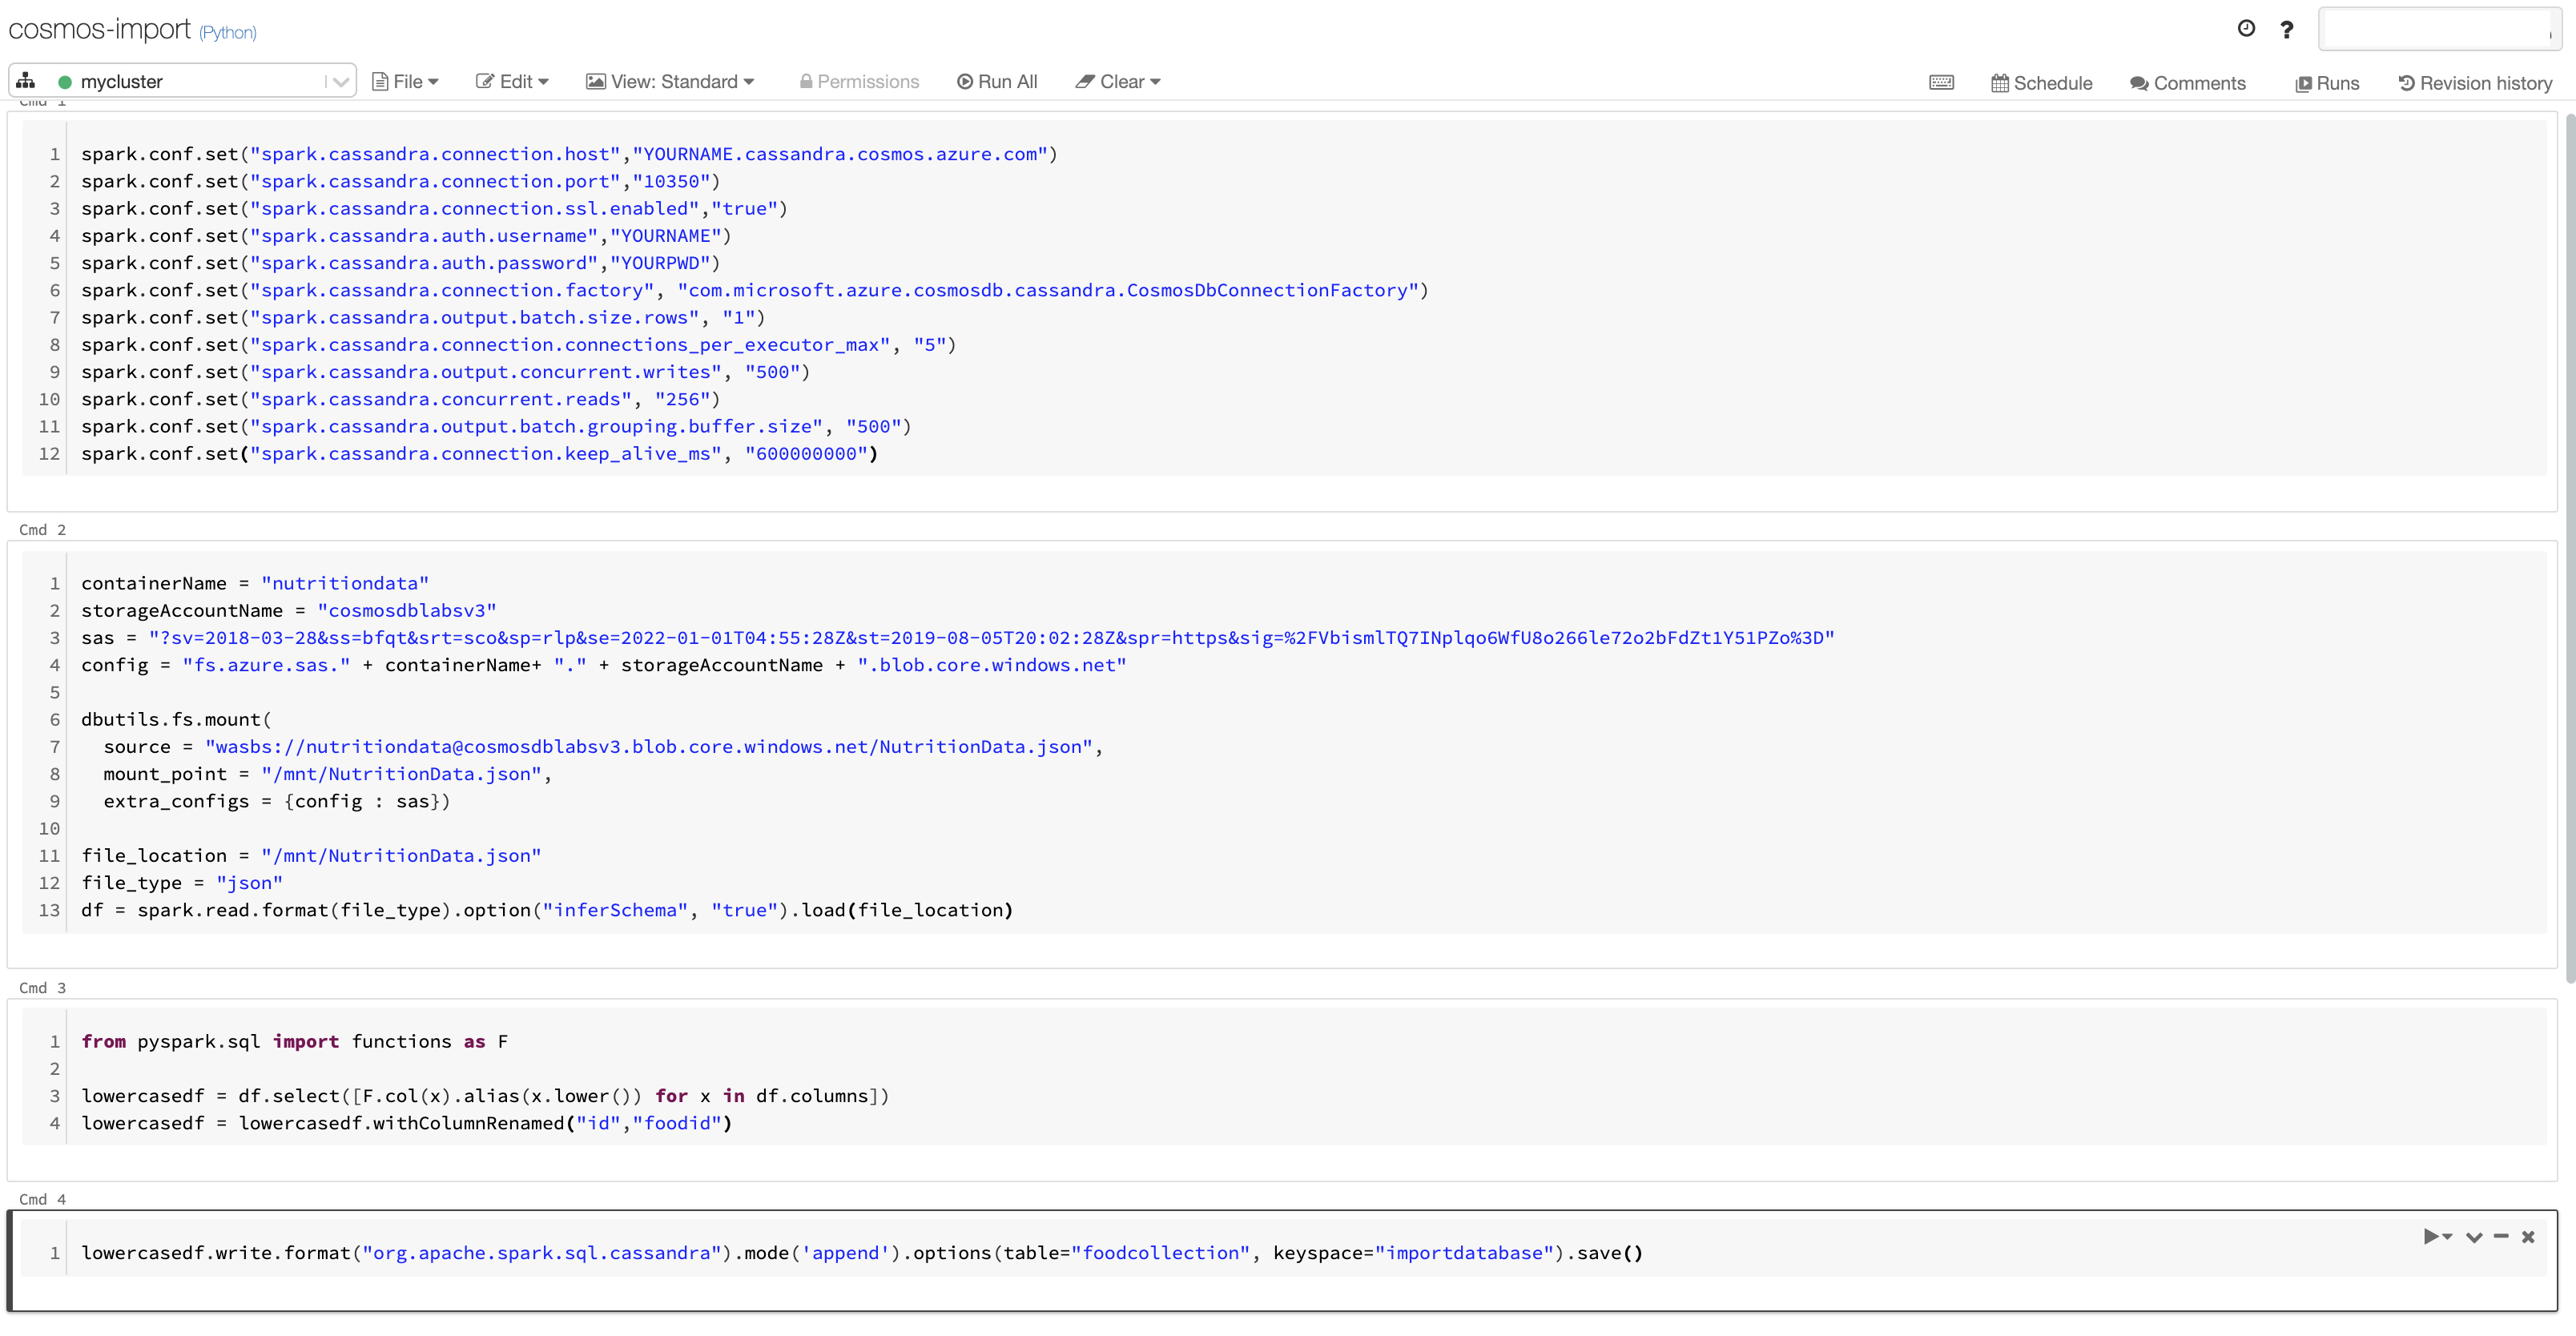 cosmos-import (Python)
mycluster File Edit View: Standard Permissions Run All Clear Schedule Comments Runs Revision history
Cmd 1
1 spark.conf.set("spark.cassandra.connection.host","YOURNAME.cassandra.cosmos.azure.com")
2 spark.conf.set("spark.cassandra.connection.port","10350")
3 spark.conf.set("spark.cassandra.connection.ssl.enabled","true")
4 spark.conf.set("spark.cassandra.auth.username","YOURNAME")
5 spark.conf.set("spark.cassandra.auth.password","YOURPWD")
6 spark.conf.set("spark.cassandra.connection.factory", "com.microsoft.azure.cosmosdb.cassandra.CosmosDbConnectionFactory")
7 spark.conf.set("spark.cassandra.output.batch.size.rows", "1")
8 spark.conf.set("spark.cassandra.connection.connections_per_executor_max", "5")
9 spark.conf.set("spark.cassandra.output.concurrent.writes", "500")
10 spark.conf.set("spark.cassandra.concurrent.reads", "256")
11 spark.conf.set("spark.cassandra.output.batch.grouping.buffer.size", "500")
12 spark.conf.set("spark.cassandra.connection.keep_alive_ms", "600000000")
Cmd 2
1 containerName = "nutritiondata"
2 storageAccountName = "cosmosdblabsv3"
3 sas = "?sv=2018-03-28&ss=bfqt&srt=sco&sp=rlp&se=2022-01-01T04:55:28Z&st=2019-08-05T20:02:28Z&spr=https&sig=%2FVbismlTQ7INplqo6WfU8o266le72o2bFdZt1Y51PZo%3D"
4 config = "fs.azure.sas." + containerName+ "." + storageAccountName + ".blob.core.windows.net"
5
6 dbutils.fs.mount(
7 source = "wasbs://nutritiondata@cosmosdblabsv3.blob.core.windows.net/NutritionData.json",
8 mount_point = "/mnt/NutritionData.json",
9 extra_configs = {config : sas})
10
11 file_location = "/mnt/NutritionData.json"
12 file_type = "json"
13 df = spark.read.format(file_type).option("inferSchema", "true").load(file_location)
Cmd 3
1 from pyspark.sql import functions as F
2
3 lowercasedf = df.select([F.col(x).alias(x.lower()) for x in df.columns])
4 lowercasedf = lowercasedf.withColumnRenamed("id","foodid")
Cmd 4
1 lowercasedf.write.format("org.apache.spark.sql.cassandra").mode('append').options(table="foodcollection", keyspace="importdatabase").save()